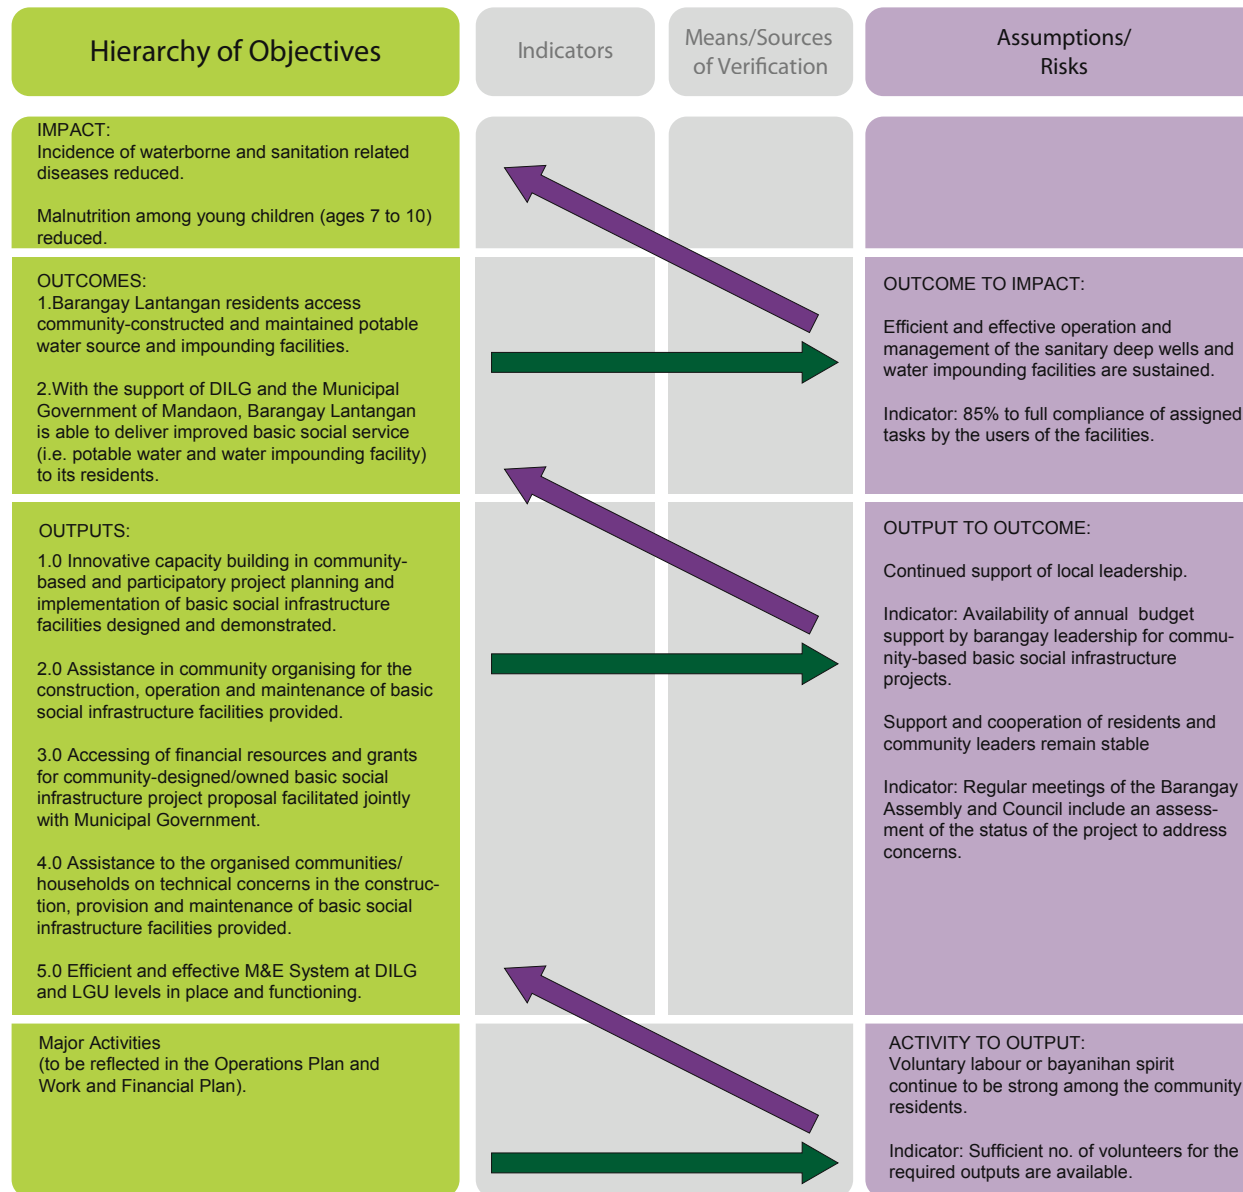 Hierarchy of Objectives
Indicators
Means/Sources
of Verification
Assumptions/
Risks
IMPACT:
Incidence of waterborne and sanitation related
diseases reduced.
Malnutrition among young children (ages 7 to 10)
reduced.
OUTCOMES:
1.Barangay Lantangan residents access
community-constructed and maintained potable
water source and impounding facilities.
2.With the support of DILG and the Municipal
Government of Mandaon, Barangay Lantangan
is able to deliver improved basic social service
(i.e. potable water and water impounding facility)
to its residents.
OUTCOME TO IMPACT:
Efficient and effective operation and
management of the sanitary deep wells and
water impounding facilities are sustained.
Indicator: 85% to full compliance of assigned
tasks by the users of the facilities.
OUTPUTS:
1.0 Innovative capacity building in community-
based and participatory project planning and
implementation of basic social infrastructure
facilities designed and demonstrated.
2.0 Assistance in community organising for the
construction, operation and maintenance of basic
social infrastructure facilities provided.
3.0 Accessing of financial resources and grants
for community-designed/owned basic social
infrastructure project proposal facilitated jointly
with Municipal Government.
4.0 Assistance to the organised communities/
households on technical concerns in the construc-
tion, provision and maintenance of basic social
infrastructure facilities provided.
5.0 Efficient and effective M&E System at DILG
and LGU levels in place and functioning.
OUTPUT TO OUTCOME:
Continued support of local leadership.
Indicator: Availability of annual budget
support by barangay leadership for commu-
nity-based basic social infrastructure
projects.
Support and cooperation of residents and
community leaders remain stable
Indicator: Regular meetings of the Barangay
Assembly and Council include an assess-
ment of the status of the project to address
concerns.
Major Activities
(to be reflected in the Operations Plan and
Work and Financial Plan).
ACTIVITY TO OUTPUT:
Voluntary labour or bayanihan spirit
continue to be strong among the community
residents.
Indicator: Sufficient no. of volunteers for the
required outputs are available.